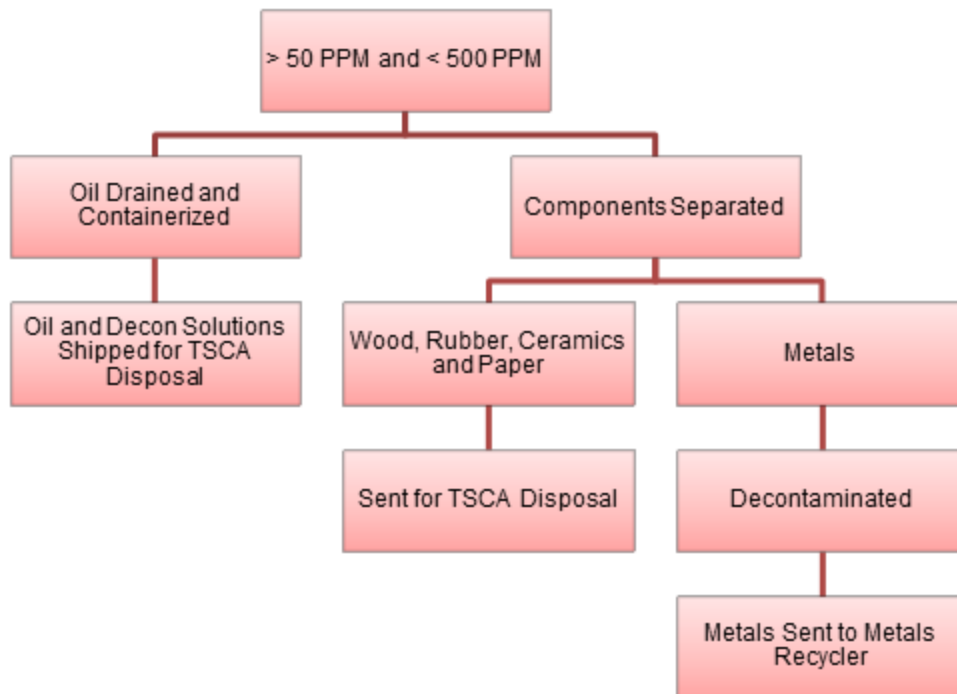 > 50 PPM and < 500 PPM
Oil Drained and
Containerized
Components Separated
Oil and Decon Solutions
Shipped for TSCA
Disposal
Wood, Rubber, Ceramics
and Paper
Metals
Sent for TSCA Disposal
Decontaminated
Metals Sent to Metals
Recycler